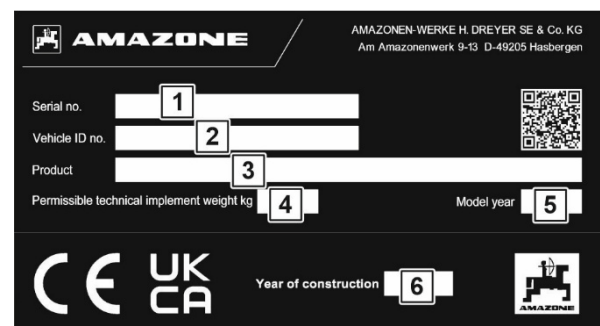 AMAZONE
AMAZONEN-WERKE H. DREYER SE & Co. KG
Am Amazonenwerk 9-13 D-49205 Hasbergen
Serial no. 1
Vehicle ID no. 2
Product 3
Permissible technical implement weight kg 4 Model year 5
CE UK CA Year of construction 6
AMAZONE